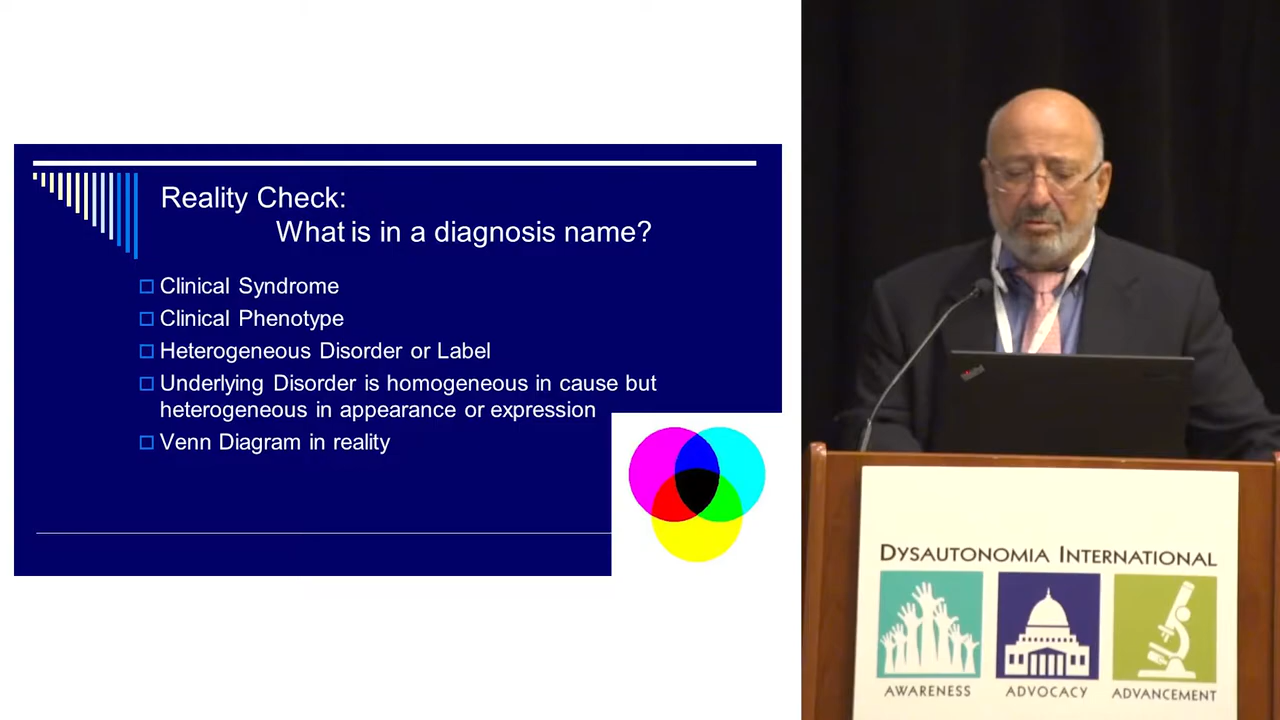 Reality Check:
What is in a diagnosis name?
Clinical Syndrome
Clinical Phenotype
Heterogeneous Disorder or Label
Underlying Disorder is homogeneous in cause but
heterogeneous in appearance or expression
Venn Diagram in reality
DYSAUTONOMIA INTERNATIONAL
AWARENESS
ADVOCACY
ADVANCEMENT